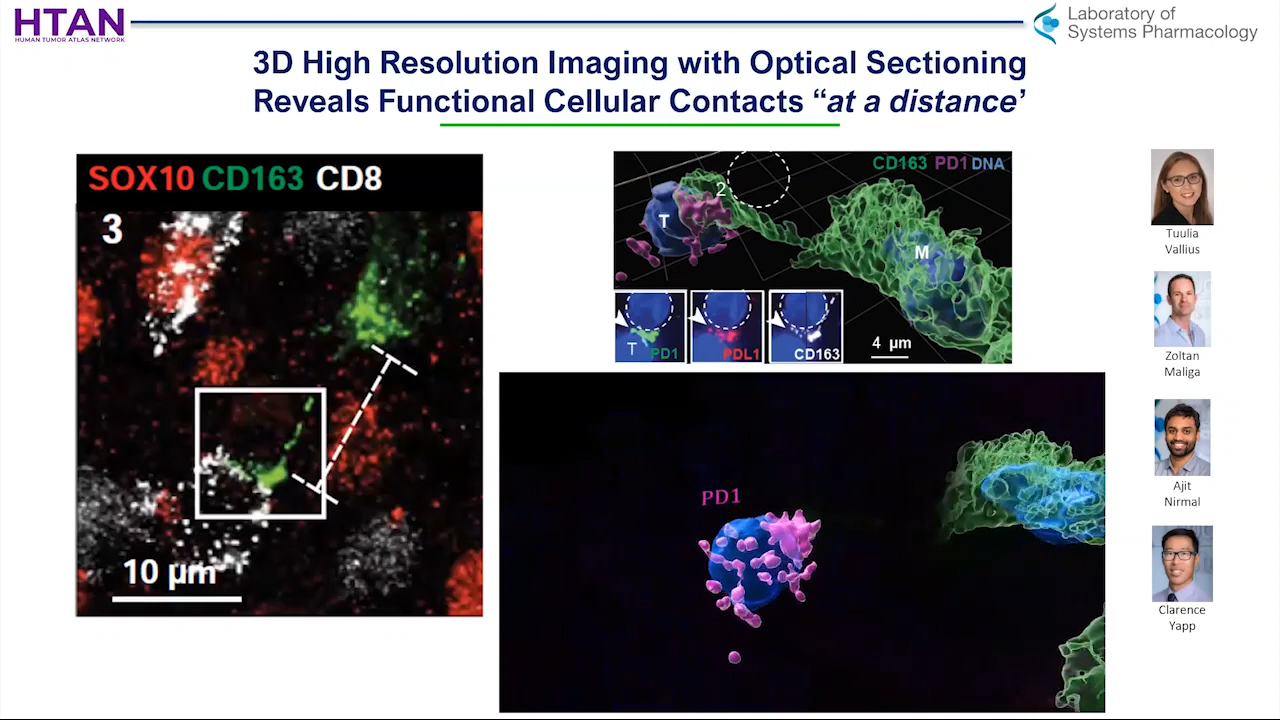 HTAN
HUMAN TUMOR ATLAS NETWORK
Laboratory of
Systems Pharmacology
3D High Resolution Imaging with Optical Sectioning
Reveals Functional Cellular Contacts “at a distance’
SOX10 CD163 CD8
3
10 µm
CD163 PD1 DNA
2
T
M
T PD1
PDL1
CD163
4 µm
PD1
Tuulia
Vallius
Zoltan
Maliga
Ajit
Nirmal
Clarence
Yapp